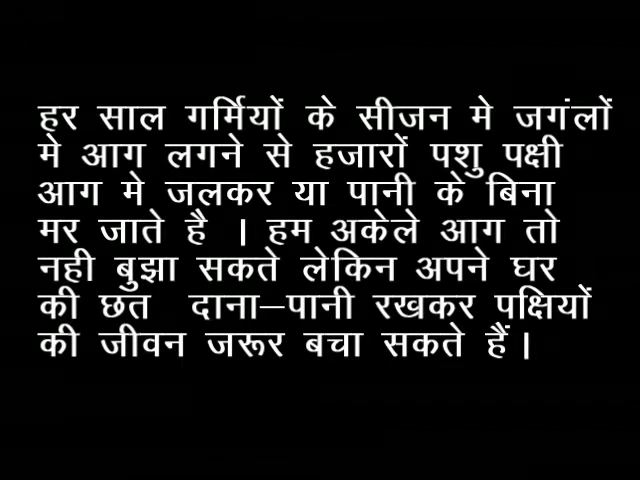 हर साल गर्मियों के सीजन मे जगंलों
मे आग लगने से हजारों पशु पक्षी
आग मे जलकर या पानी के बिना
मर जाते है । हम अकेले आग तो
नही बुझा सकते लेकिन अपने घर
की छत दाना–पानी रखकर पक्षियों
की जीवन जरूर बचा सकते हैं।